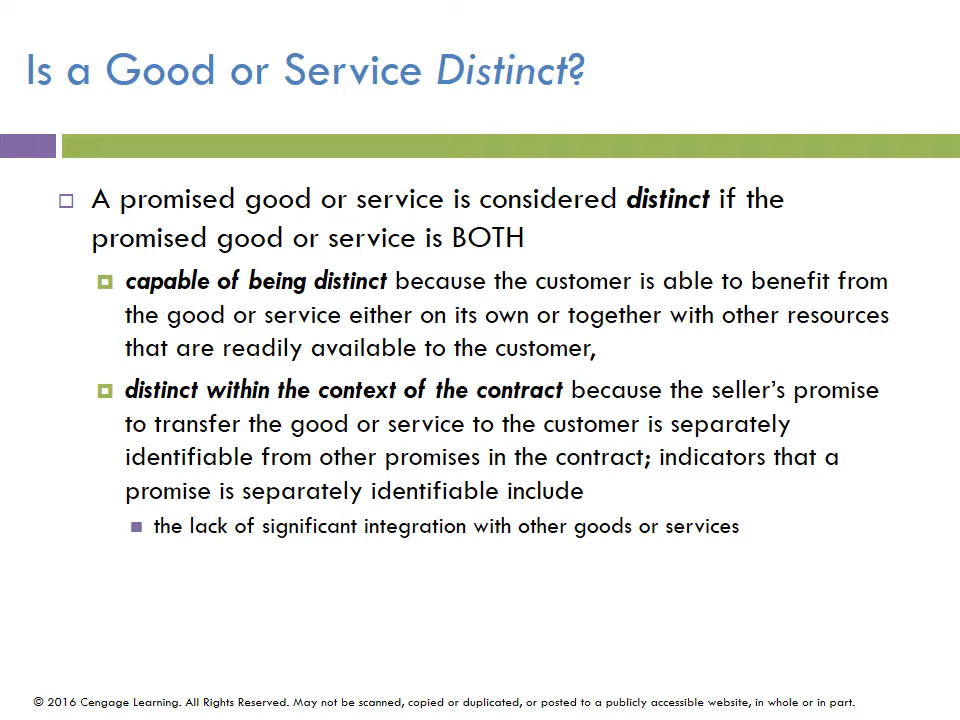 Is a Good or Service Distinct?
A promised good or service is considered distinct if the
promised good or service is BOTH
capable of being distinct because the customer is able to benefit from
the good or service either on its own or together with other resources
that are readily available to the customer,
distinct within the context of the contract because the seller’s promise
to transfer the good or service to the customer is separately
identifiable from other promises in the contract; indicators that a
promise is separately identifiable include
the lack of significant integration with other goods or services
© 2016 Cengage Learning. All Rights Reserved. May not be scanned, copied or duplicated, or posted to a publicly accessible website, in whole or in part.